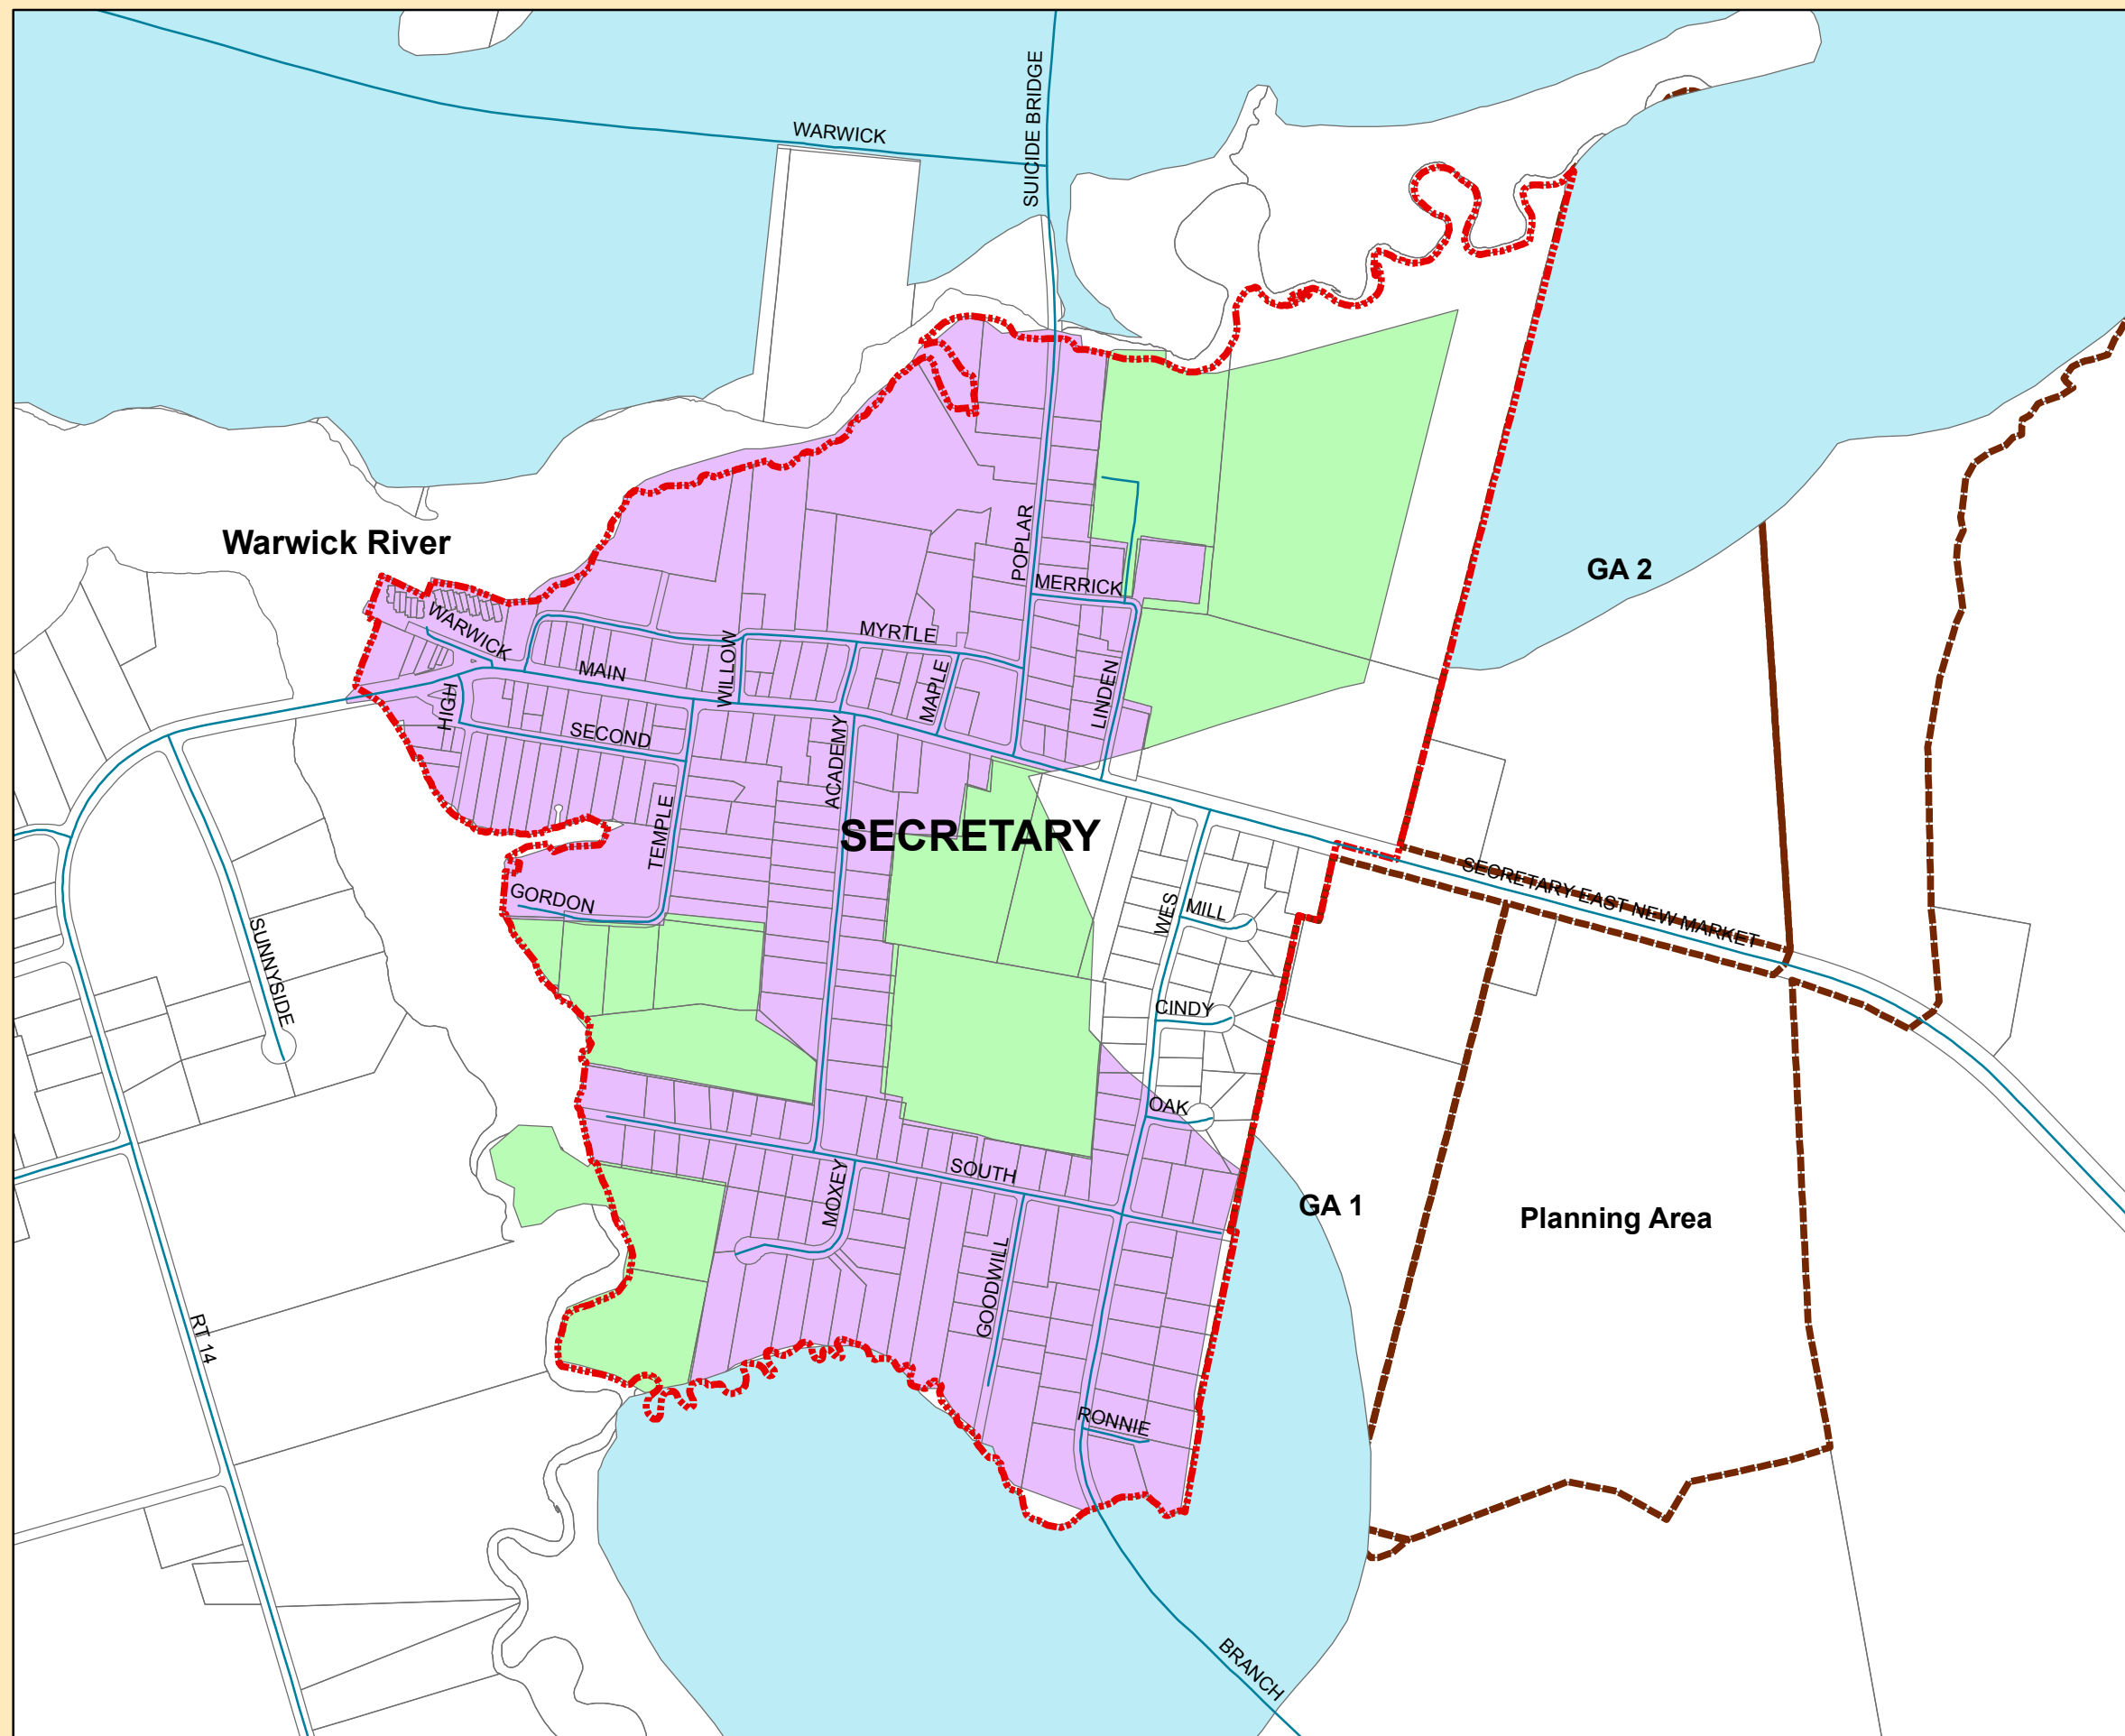 SUICIDE BRIDGE
WARWICK
Warwick River
POPLAR
GA 2
MERRICK
WARWICK
MYRTLE
MAIN
WILLOW
MAPLE
LINDEN
HIGH
SECOND
ACADEMY
TEMPLE
SECRETARY
SECRETARY EAST NEW MARKET
GORDON
WES
MILL
SUNNYSIDE
CINDY
OAK
SOUTH
MOXEY
GA 1
Planning Area
GOODWILL
RT 14
RONNIE
BRANCH